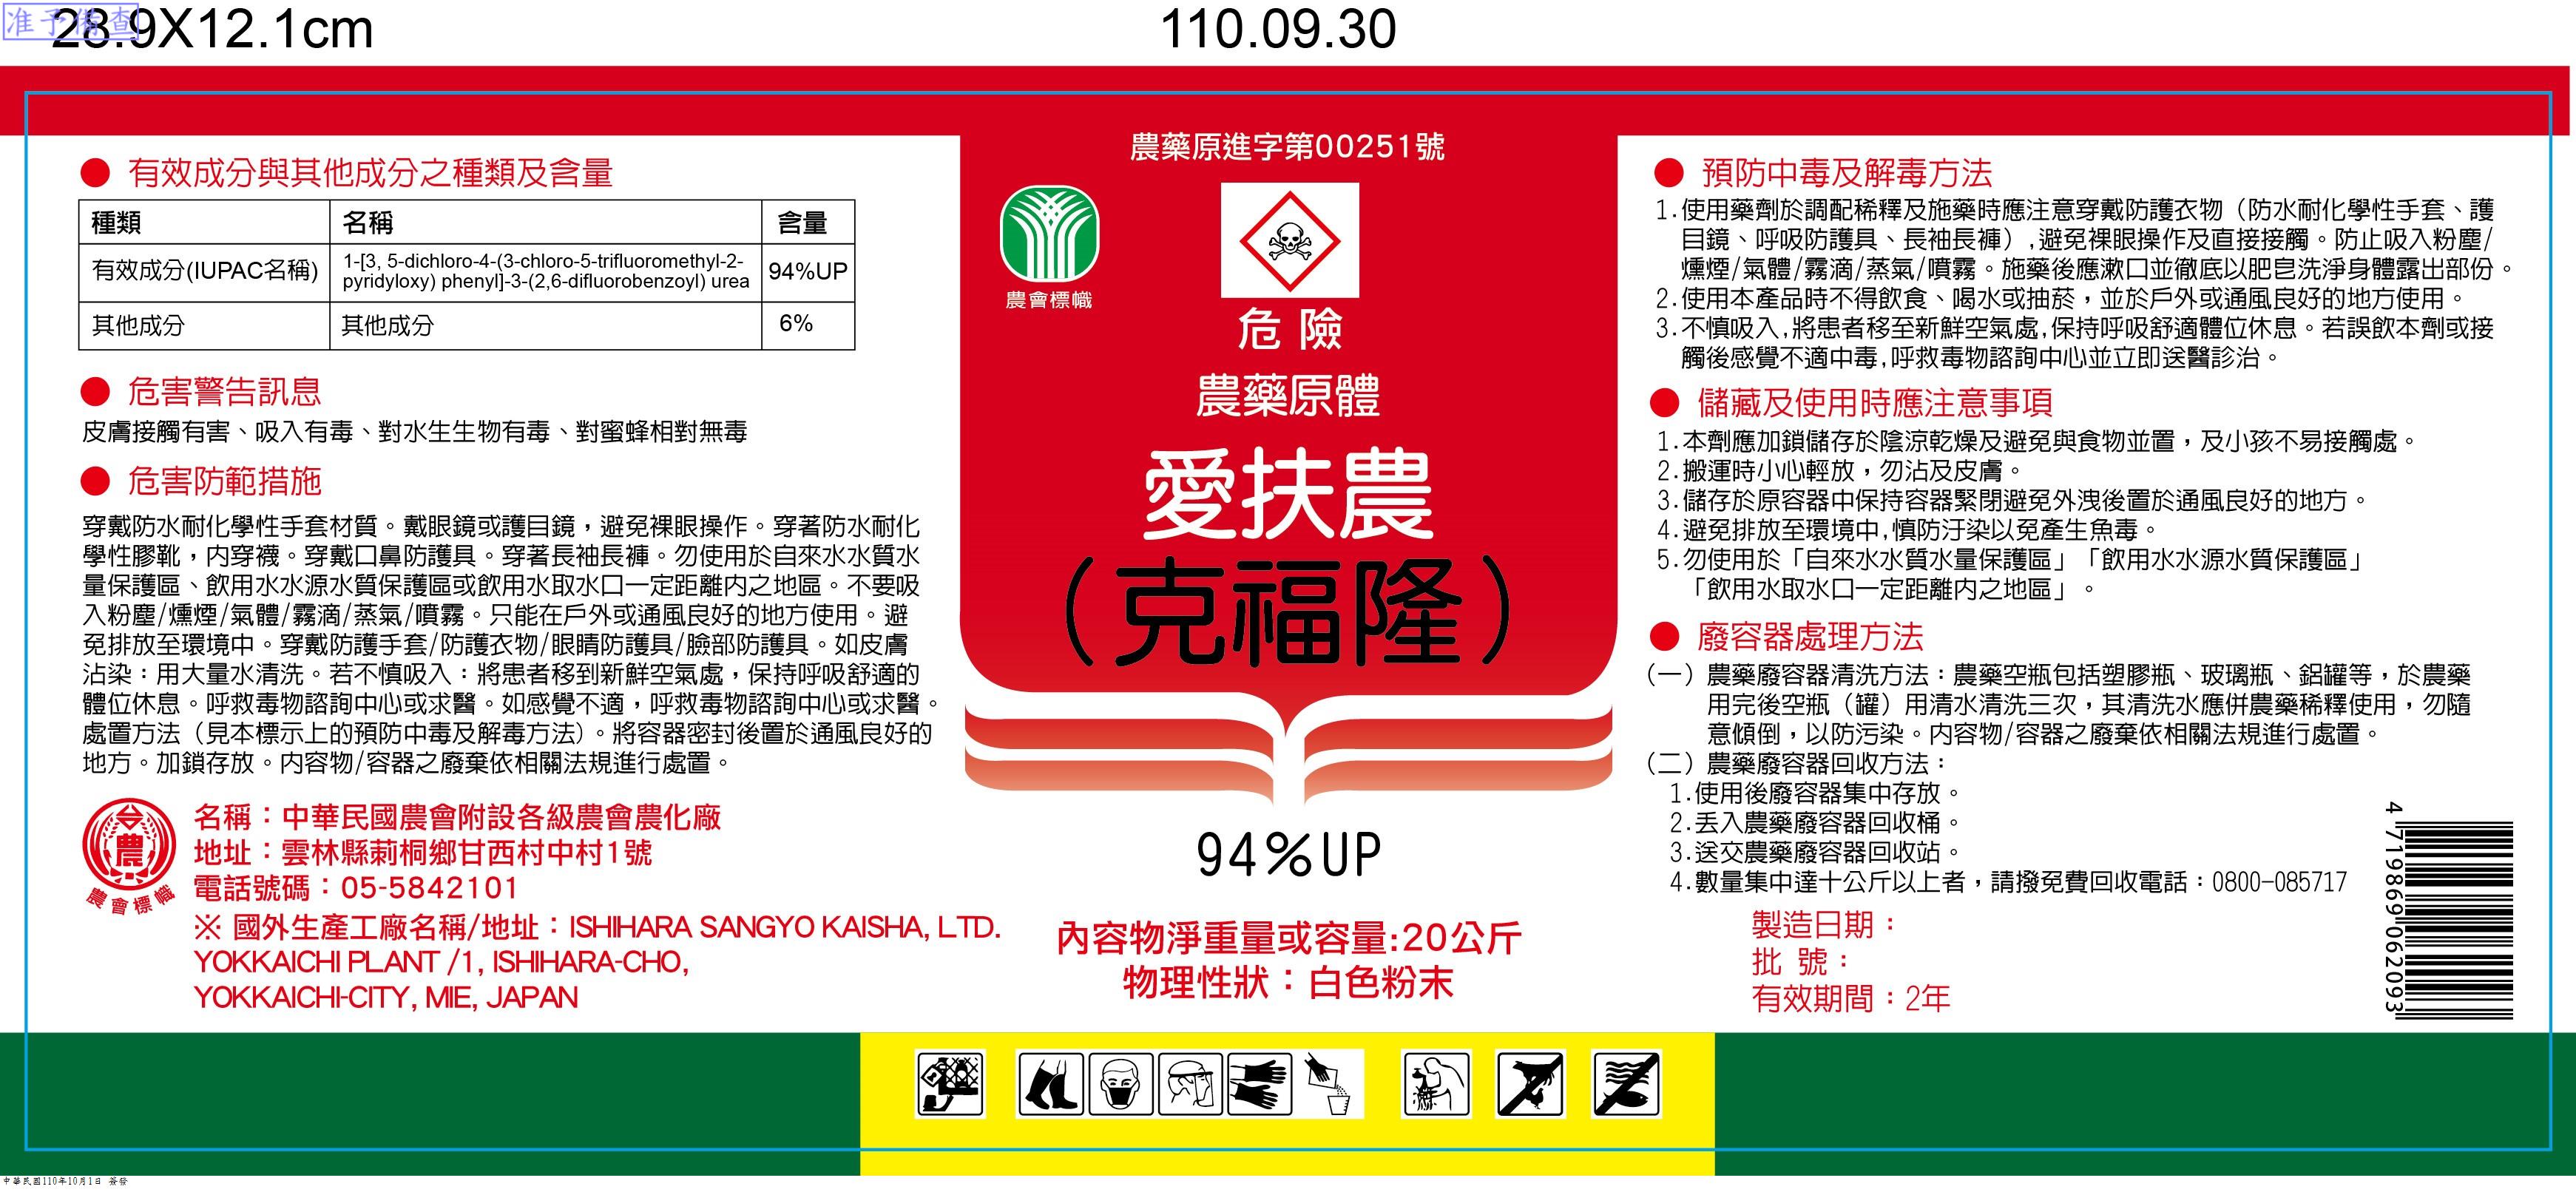 准予備查
28.9X12.1cm
110.09.30
● 有效成分與其他成分之種類及含量
種類 名稱 含量
有效成分(IUPAC名稱) 1-[3, 5-dichloro-4-(3-chloro-5-trifluoromethyl-2-
pyridyloxy) phenyl]-3-(2,6-difluorobenzoyl) urea 94%UP
其他成分 其他成分 6%
● 危害警告訊息
皮膚接觸有害、吸入有毒、對水生生物有毒、對蜜蜂相對無毒
● 危害防範措施
穿戴防水耐化學性手套材質。戴眼鏡或護目鏡，避免裸眼操作。穿著防水耐化
學性膠靴，內穿襪。穿戴口鼻防護具。穿著長袖長褲。勿使用於自來水水質水
量保護區、飲用水水源水質保護區或飲用水取水口一定距離內之地區。不要吸
入粉塵/燻煙/氣體/霧滴/蒸氣/噴霧。只能在戶外或通風良好的地方使用。避
免排放至環境中。穿戴防護手套/防護衣物/眼睛防護具/臉部防護具。如皮膚
沾染：用大量水清洗。若不慎吸入：將患者移到新鮮空氣處，保持呼吸舒適的
體位休息。呼救毒物諮詢中心或求醫。如感覺不適，呼救毒物諮詢中心或求醫。
處置方法（見本標示上的預防中毒及解毒方法）。將容器密封後置於通風良好的
地方。加鎖存放。內容物/容器之廢棄依相關法規進行處置。
農
農會標幟
名稱：中華民國農會附設各級農會農化廠
地址：雲林縣莿桐鄉甘西村中村1號
電話號碼：05-5842101
※ 國外生產工廠名稱/地址：ISHIHARA SANGYO KAISHA, LTD.
YOKKAICHI PLANT /1, ISHIHARA-CHO,
YOKKAICHI-CITY, MIE, JAPAN
農藥原進字第00251號
農會標幟
危險
農藥原體
愛扶農
（克福隆）
94%UP
內容物淨重量或容量:20公斤
物理性狀：白色粉末
● 預防中毒及解毒方法
1.使用藥劑於調配稀釋及施藥時應注意穿戴防護衣物（防水耐化學性手套、護
目鏡、呼吸防護具、長袖長褲）,避免裸眼操作及直接接觸。防止吸入粉塵/
燻煙/氣體/霧滴/蒸氣/噴霧。施藥後應漱口並徹底以肥皂洗淨身體露出部份。
2.使用本產品時不得飲食、喝水或抽菸，並於戶外或通風良好的地方使用。
3.不慎吸入,將患者移至新鮮空氣處,保持呼吸舒適體位休息。若誤飲本劑或接
觸後感覺不適中毒,呼救毒物諮詢中心並立即送醫診治。
● 儲藏及使用時應注意事項
1.本劑應加鎖儲存於陰涼乾燥及避免與食物並置，及小孩不易接觸處。
2.搬運時小心輕放，勿沾及皮膚。
3.儲存於原容器中保持容器緊閉避免外洩後置於通風良好的地方。
4.避免排放至環境中,慎防汙染以免產生魚毒。
5.勿使用於「自來水水質水量保護區」「飲用水水源水質保護區」
「飲用水取水口一定距離內之地區」。
● 廢容器處理方法
（一）農藥廢容器清洗方法：農藥空瓶包括塑膠瓶、玻璃瓶、鋁罐等，於農藥
用完後空瓶（罐）用清水清洗三次，其清洗水應併農藥稀釋使用，勿隨
意傾倒，以防污染。內容物/容器之廢棄依相關法規進行處置。
（二）農藥廢容器回收方法：
1.使用後廢容器集中存放。
2.丟入農藥廢容器回收桶。
3.送交農藥廢容器回收站。
4.數量集中達十公斤以上者，請撥免費回收電話：0800-085717
製造日期：
批 號：
有效期間：2年
4 719869 062093
中華民國110年10月1日 簽發